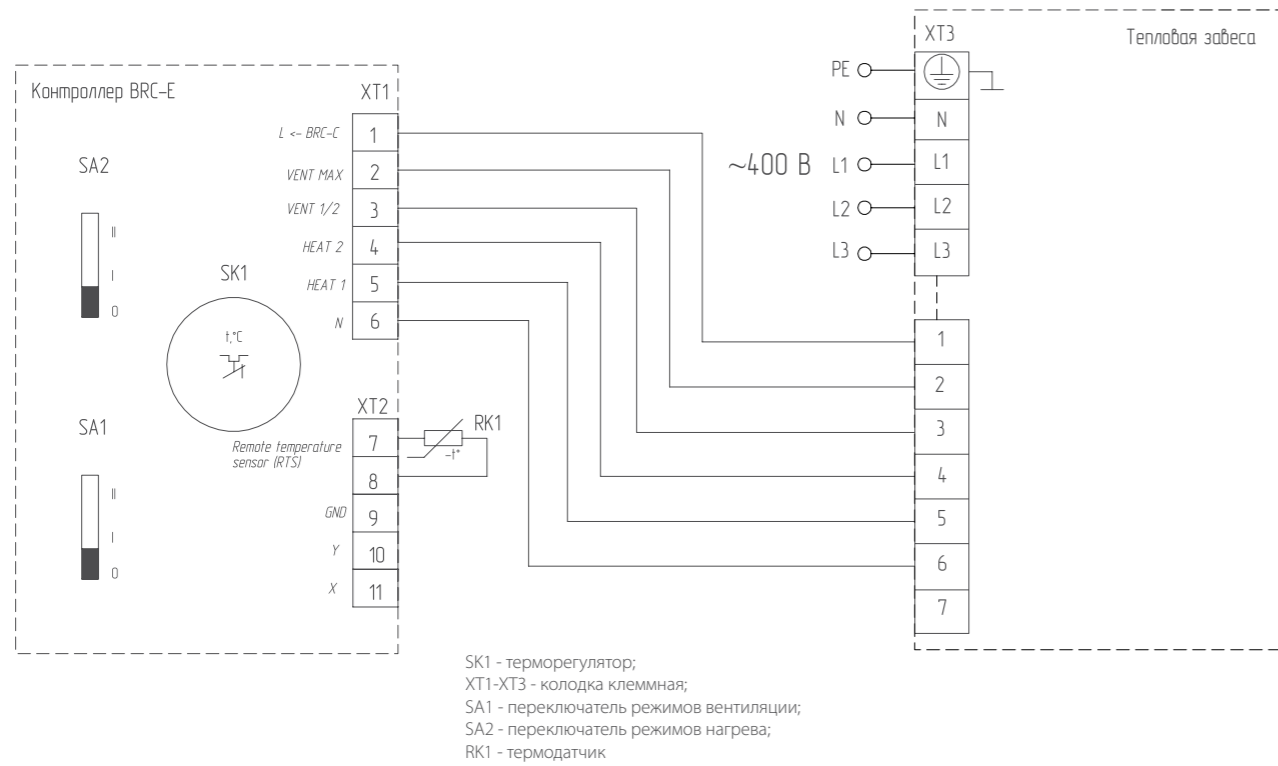 Контроллер BRC-E
XT1
L <- BRC-C
1
VENT MAX
2
VENT 1/2
3
HEAT 2
4
HEAT 1
5
N
6
SA2
II
I
0
SK1
t,°C
SA1
II
I
0
XT2
Remote temperature
sensor (RTS)
7
8
GND
9
Y
10
X
11
RK1
-t°
XT3
Тепловая завеса
PE
N
N
~400 В
L1
L1
L2
L2
L3
L3
1
2
3
4
5
6
7
SK1 - терморегулятор;
XT1-XT3 - колодка клеммная;
SA1 - переключатель режимов вентиляции;
SA2 - переключатель режимов нагрева;
RK1 - термодатчик